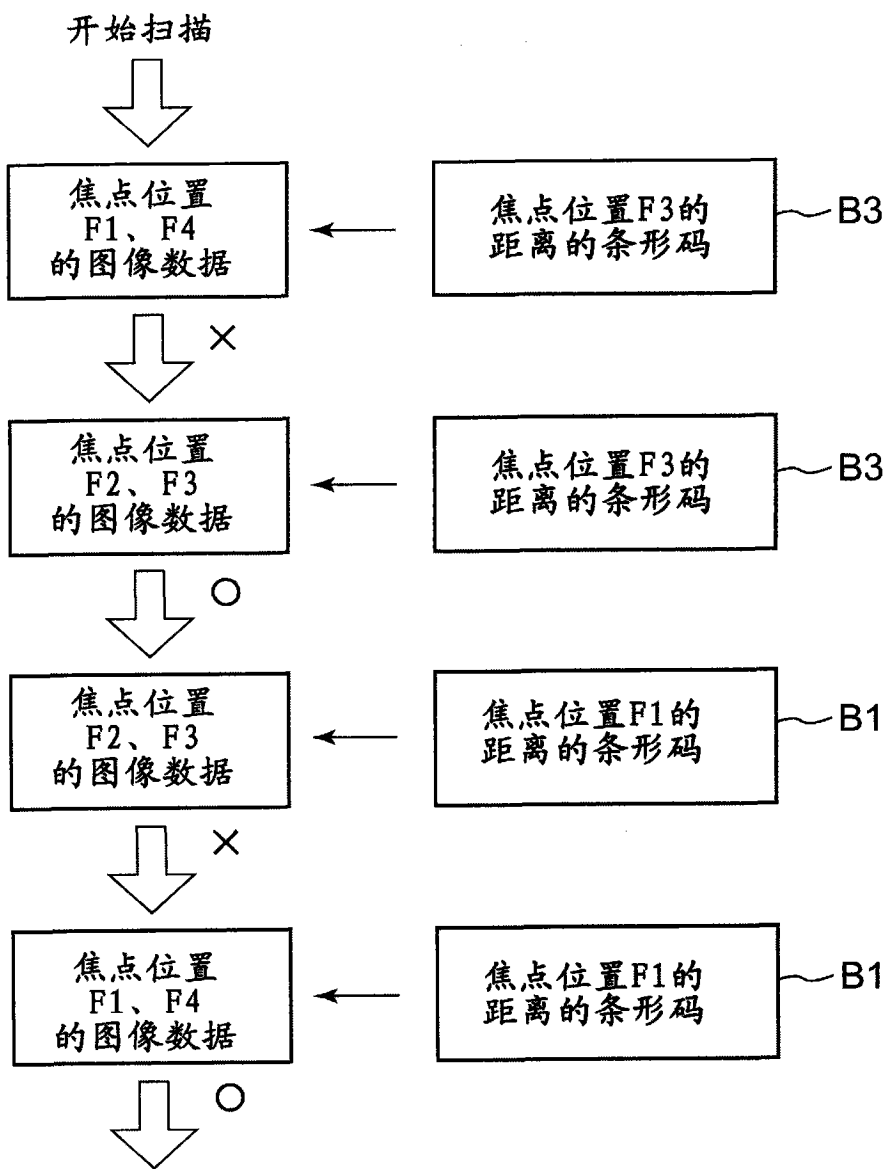 开始扫描
焦点位置
F1、F4
的图像数据
焦点位置F3的
距离的条形码
B3
×
焦点位置
F2、F3
的图像数据
焦点位置F3的
距离的条形码
B3
○
焦点位置
F2、F3
的图像数据
焦点位置F1的
距离的条形码
B1
×
焦点位置
F1、F4
的图像数据
焦点位置F1的
距离的条形码
B1
○